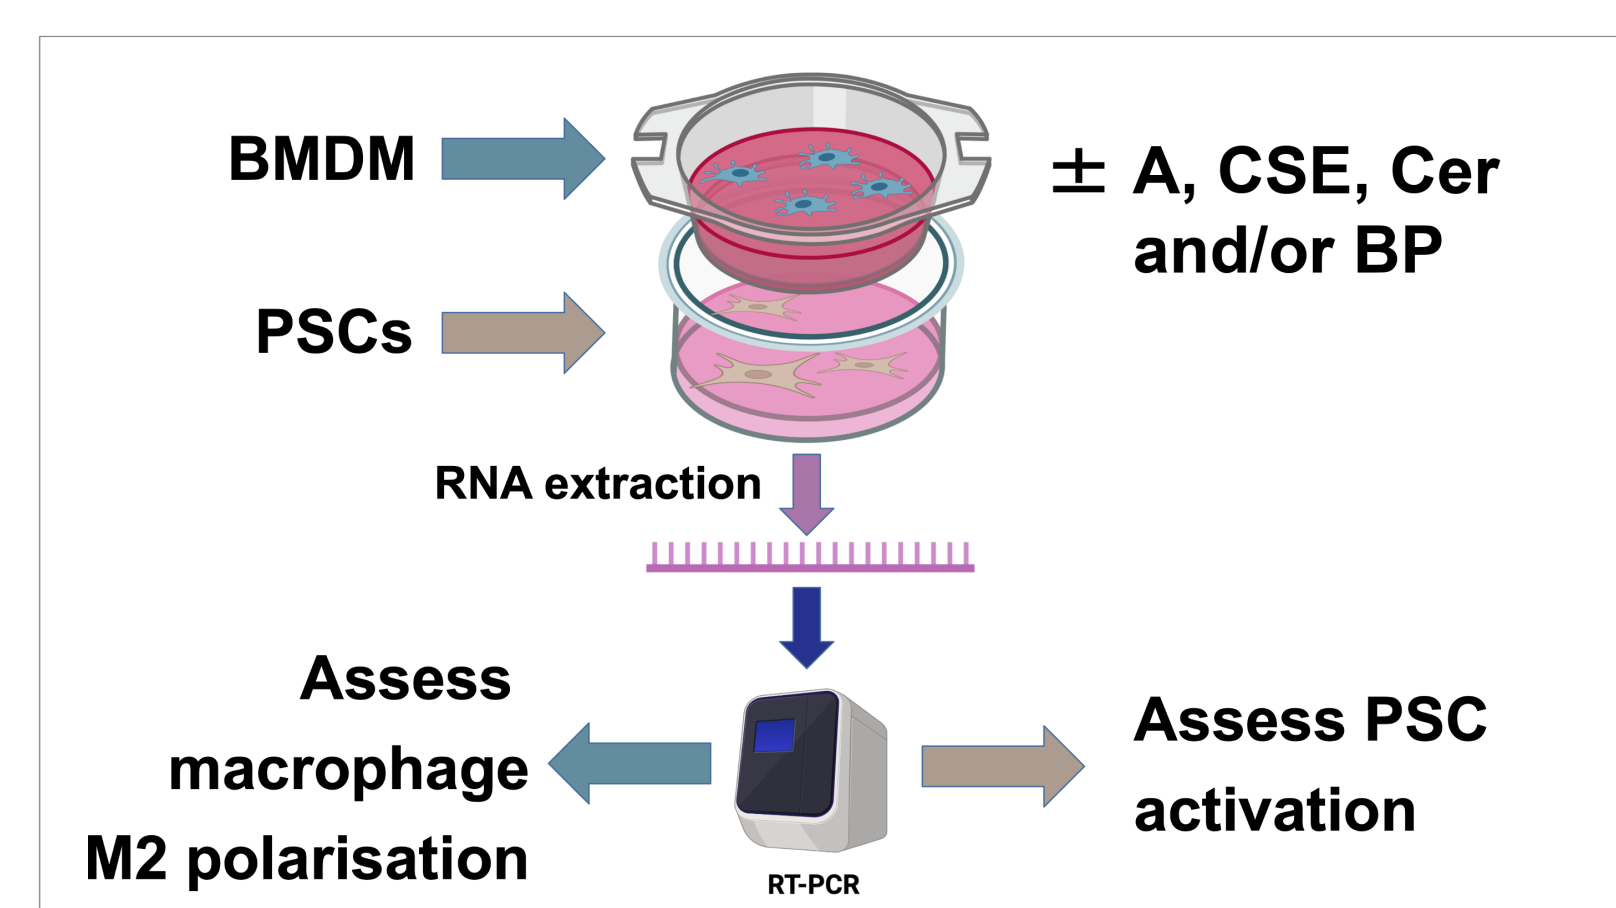 BMDM
± A, CSE, Cer
and/or BP
PSCs
RNA extraction
Assess
macrophage
M2 polarisation
Assess PSC
activation
RT-PCR